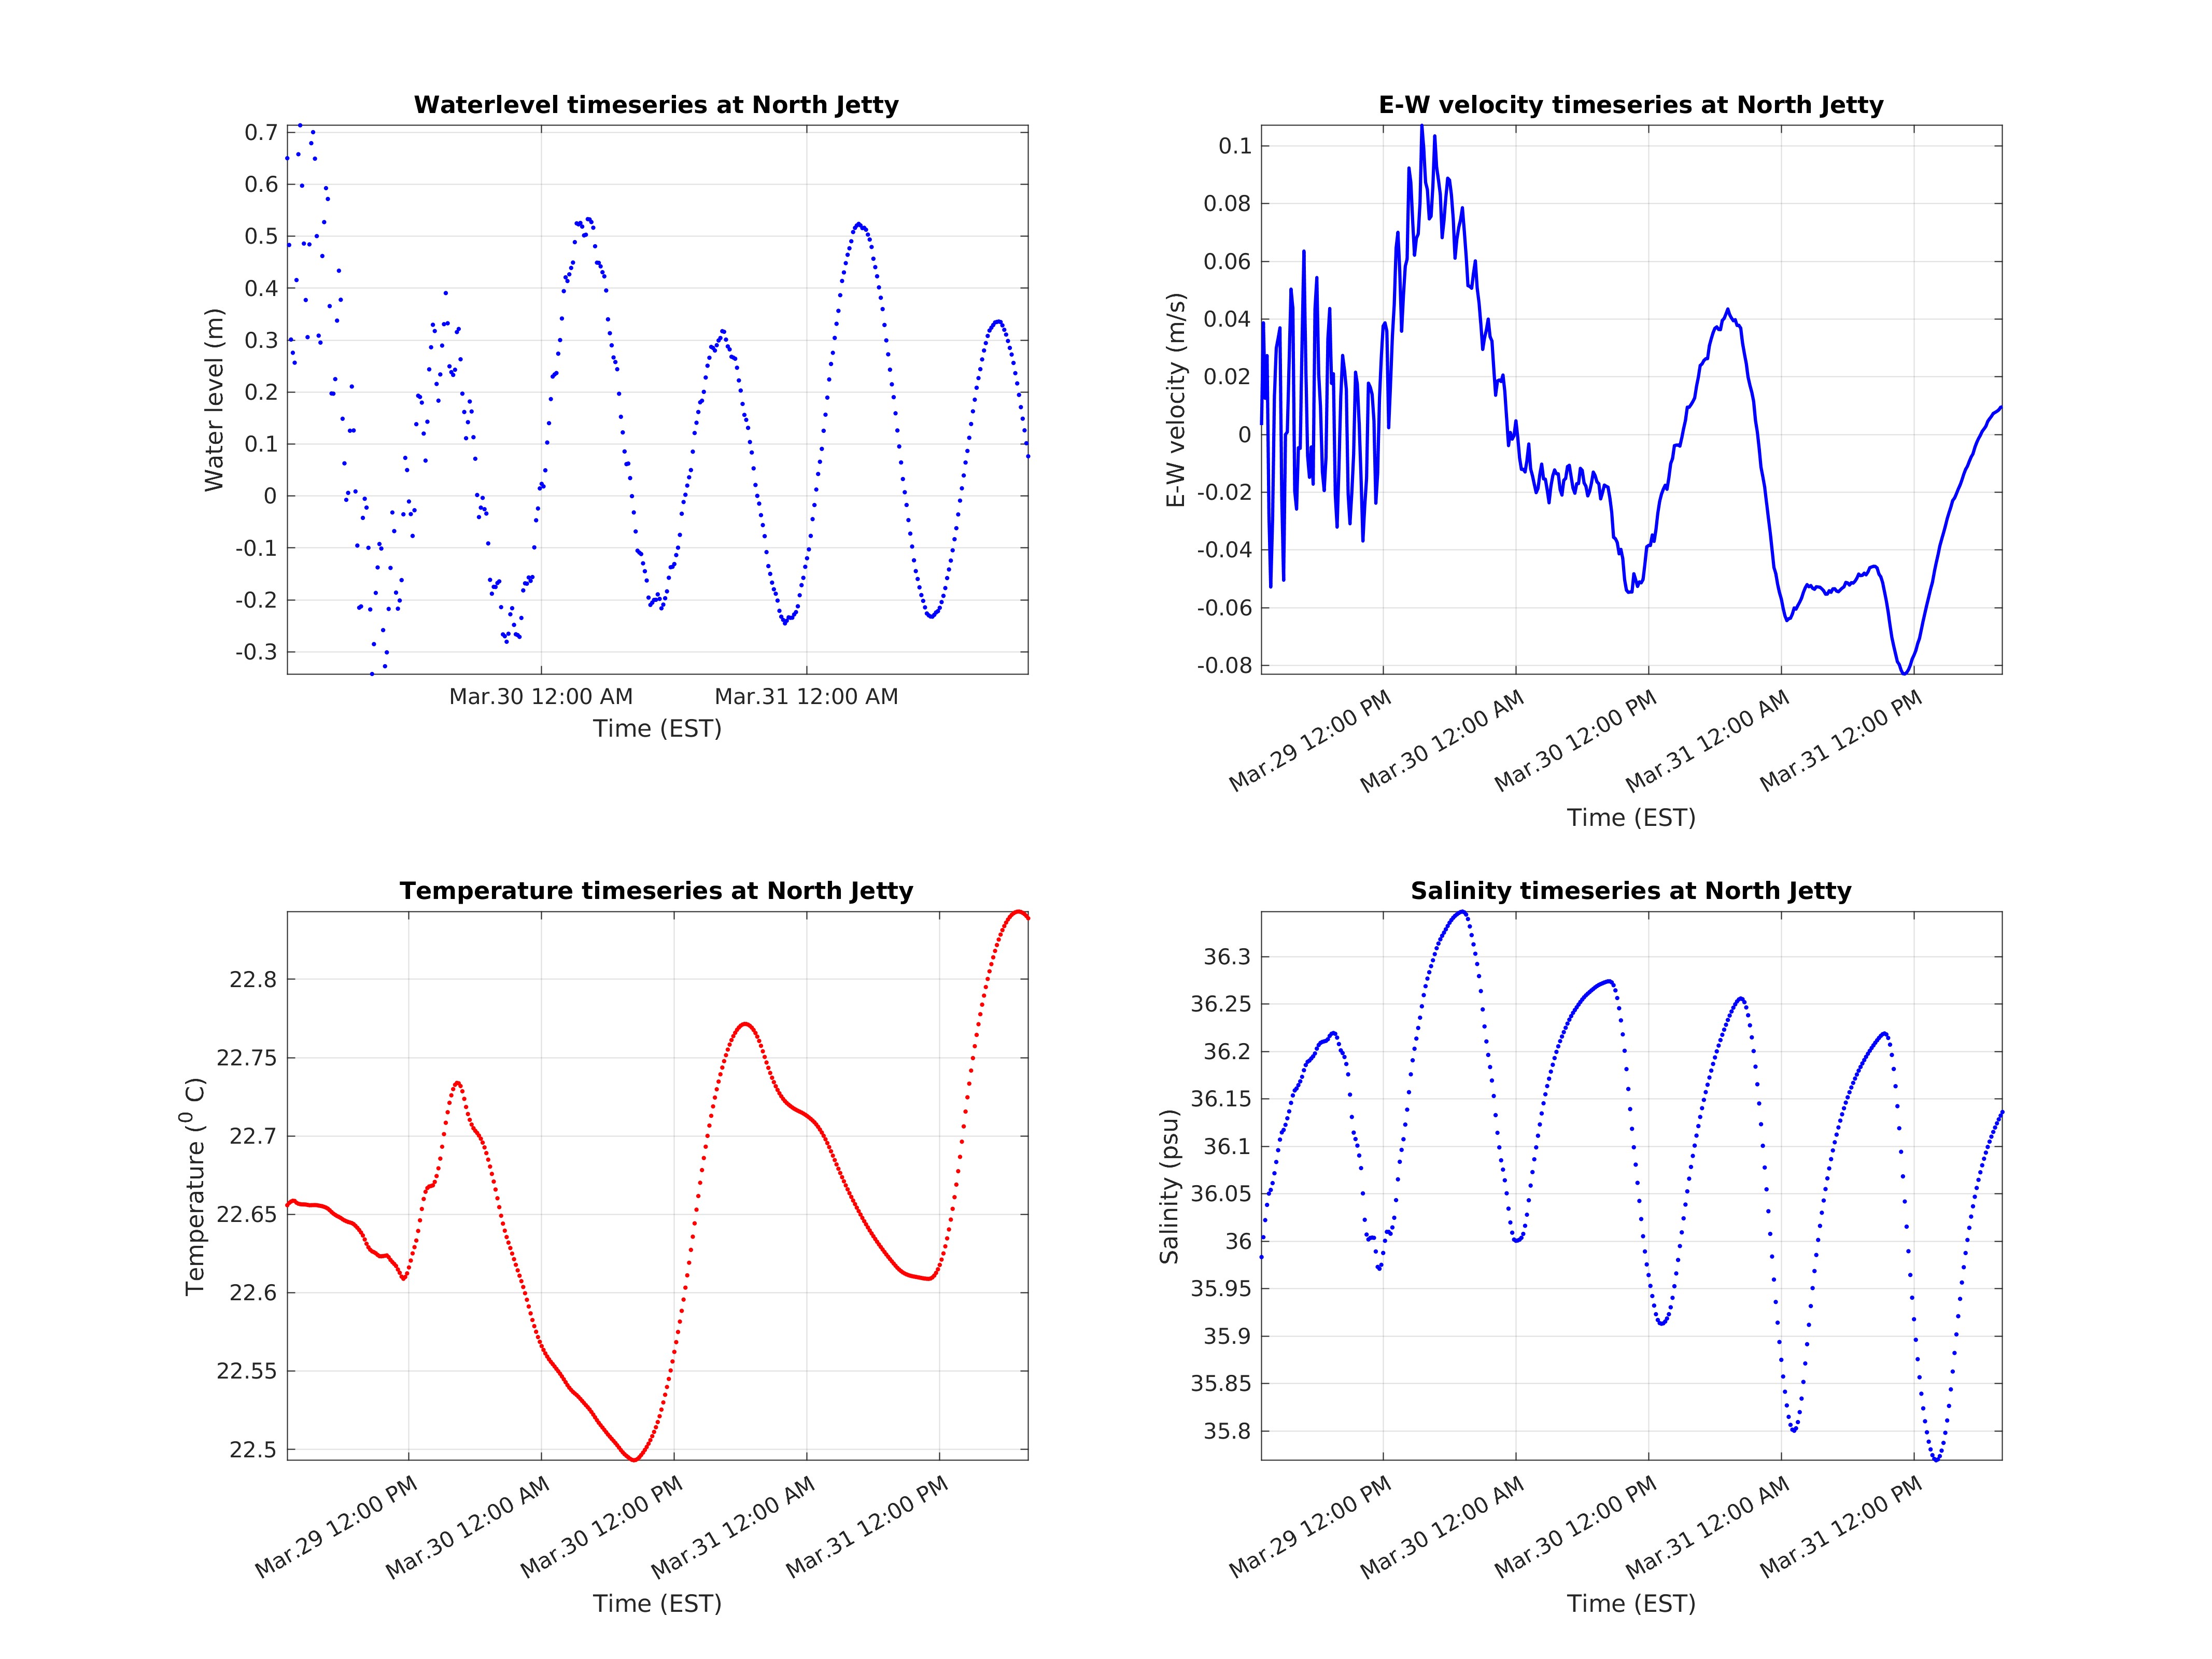 Waterlevel timeseries at North Jetty
0.7
0.6
0.5
0.4
0.3
0.2
0.1
0
-0.1
-0.2
-0.3
Water level (m)
Mar.30 12:00 AM Mar.31 12:00 AM
Time (EST)
E-W velocity timeseries at North Jetty
0.1
0.08
0.06
0.04
0.02
0
-0.02
-0.04
-0.06
-0.08
E-W velocity (m/s)
Mar.29 12:00 PM
Mar.30 12:00 AM
Mar.30 12:00 PM
Mar.31 12:00 AM
Mar.31 12:00 PM
Time (EST)
Temperature timeseries at North Jetty
22.8
22.75
22.7
22.65
22.6
22.55
22.5
Temperature (⁰ C)
Mar.29 12:00 PM
Mar.30 12:00 AM
Mar.30 12:00 PM
Mar.31 12:00 AM
Mar.31 12:00 PM
Time (EST)
Salinity timeseries at North Jetty
36.3
36.25
36.2
36.15
36.1
36.05
36
35.95
35.9
35.85
35.8
Salinity (psu)
Mar.29 12:00 PM
Mar.30 12:00 AM
Mar.30 12:00 PM
Mar.31 12:00 AM
Mar.31 12:00 PM
Time (EST)